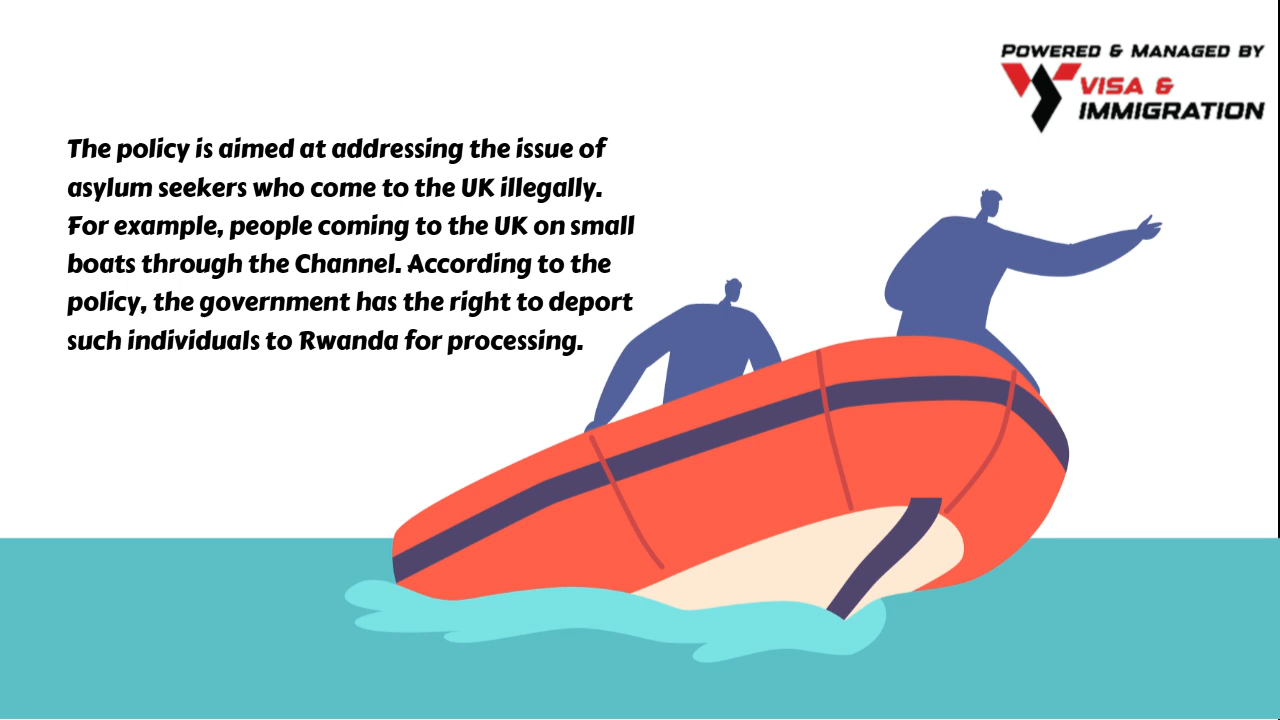 POWERED & MANAGED BY
VISA &
IMMIGRATION
The policy is aimed at addressing the issue of
asylum seekers who come to the UK illegally.
For example, people coming to the UK on small
boats through the Channel. According to the
policy, the government has the right to deport
such individuals to Rwanda for processing.